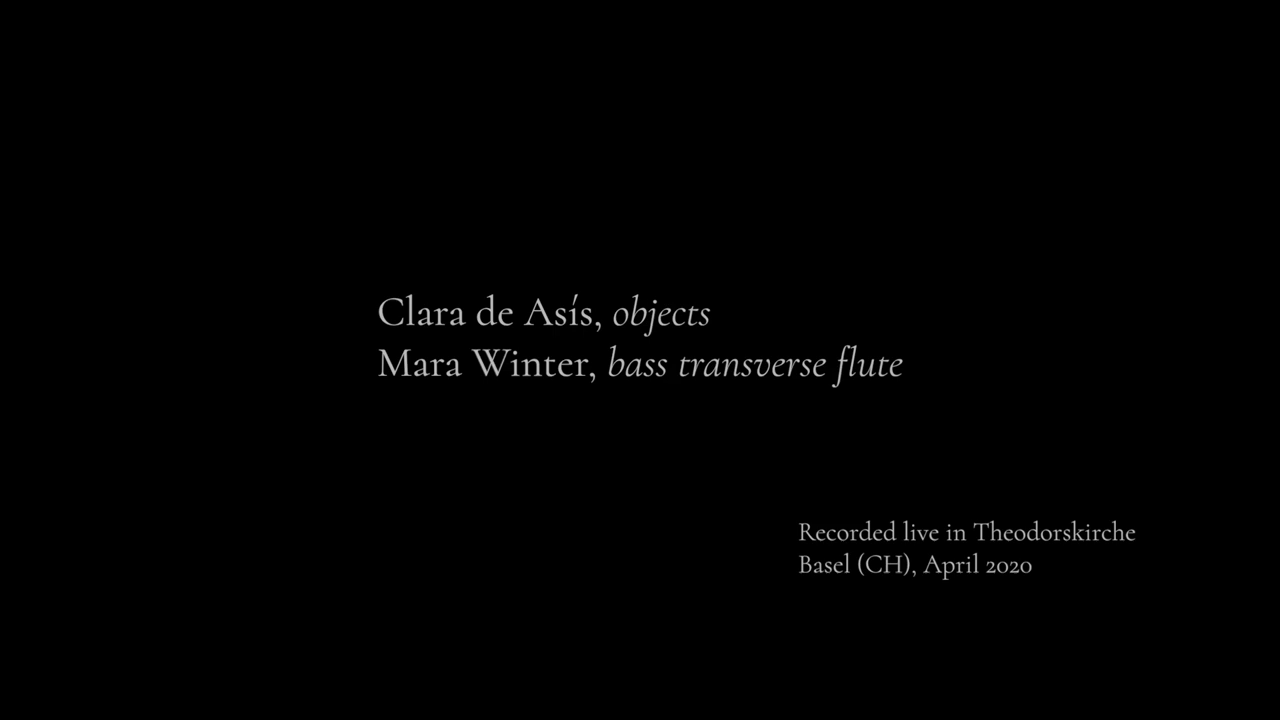 Clara de Asís, objects
Mara Winter, bass transverse flute
Recorded live in Theodorskirche
Basel (CH), April 2020